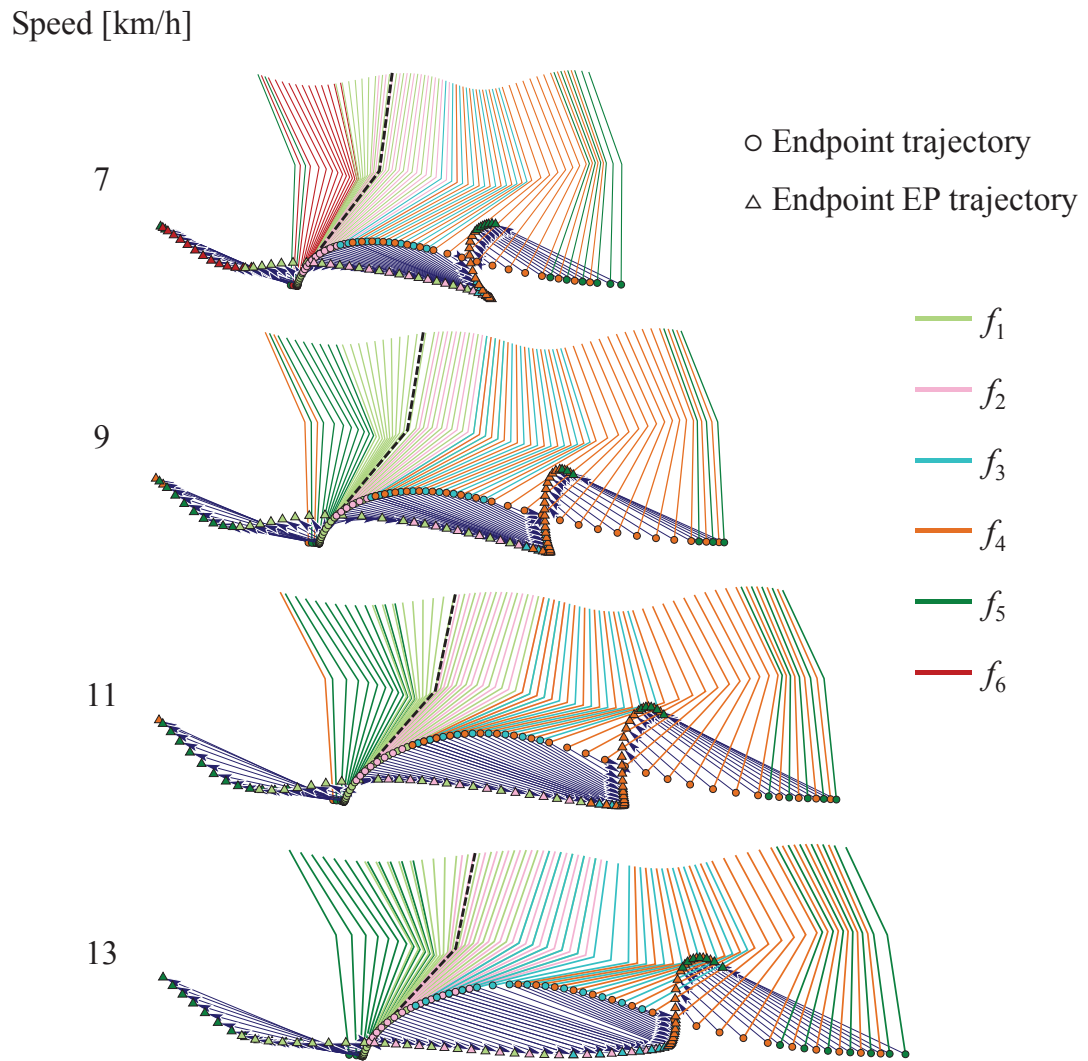 Speed [km/h]
7
9
11
13
Endpoint trajectory
Endpoint EP trajectory
f1
f2
f3
f4
f5
f6